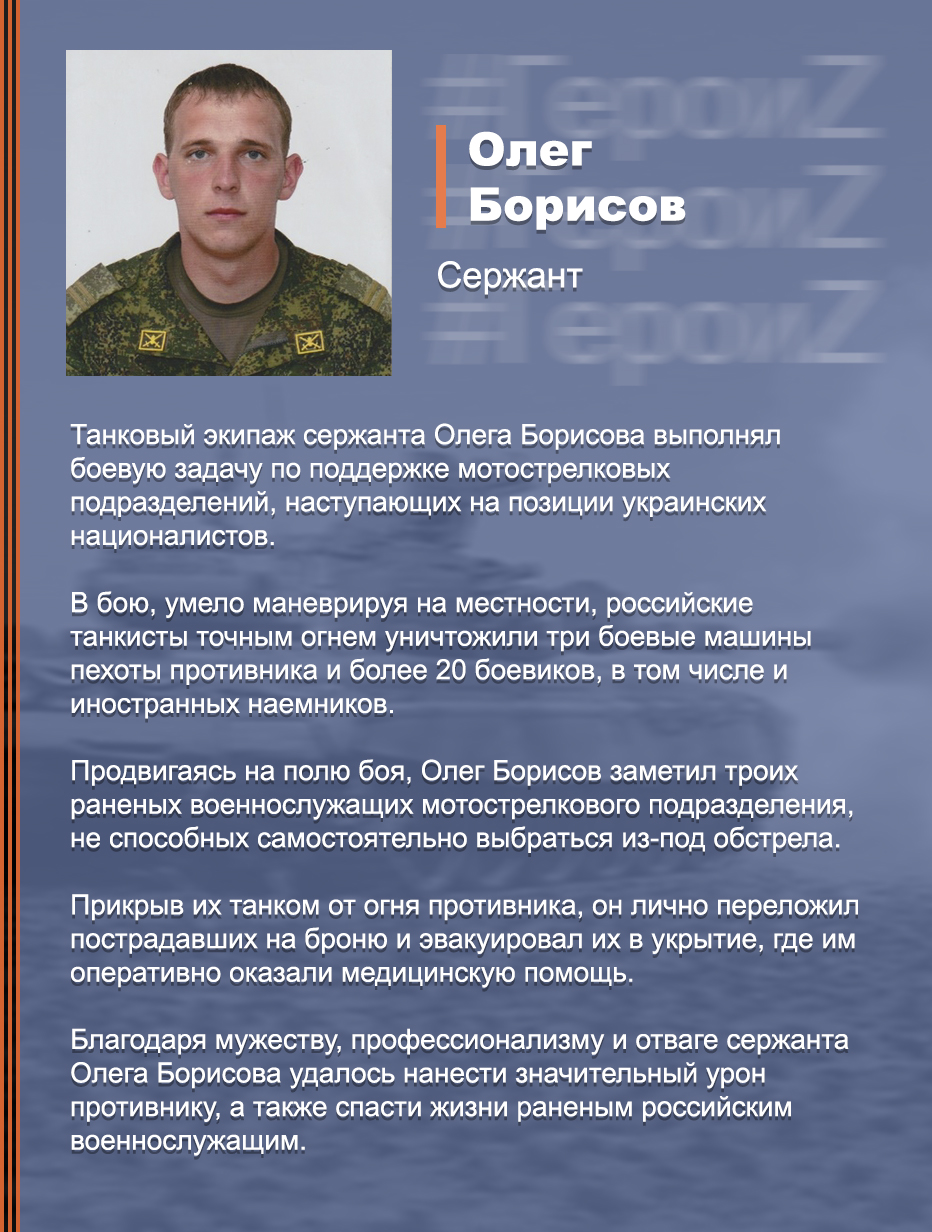 #ГероиZ
Олег
#ГероиZ
Борисов
Сержант
#ГероиZ
Танковый экипаж сержанта Олега Борисова выполнял
боевую задачу по поддержке мотострелковых
подразделений, наступающих на позиции украинских
националистов.
В бою, умело маневрируя на местности, российские
танкисты точным огнем уничтожили три боевые машины
пехоты противника и более 20 боевиков, в том числе и
иностранных наемников.
Продвигаясь на полю боя, Олег Борисов заметил троих
раненых военнослужащих мотострелкового подразделения,
не способных самостоятельно выбраться из-под обстрела.
Прикрыв их танком от огня противника, он лично переложил
пострадавших на броню и эвакуировал их в укрытие, где им
оперативно оказали медицинскую помощь.
Благодаря мужеству, профессионализму и отваге сержанта
Олега Борисова удалось нанести значительный урон
противнику, а также спасти жизни раненым российским
военнослужащим.